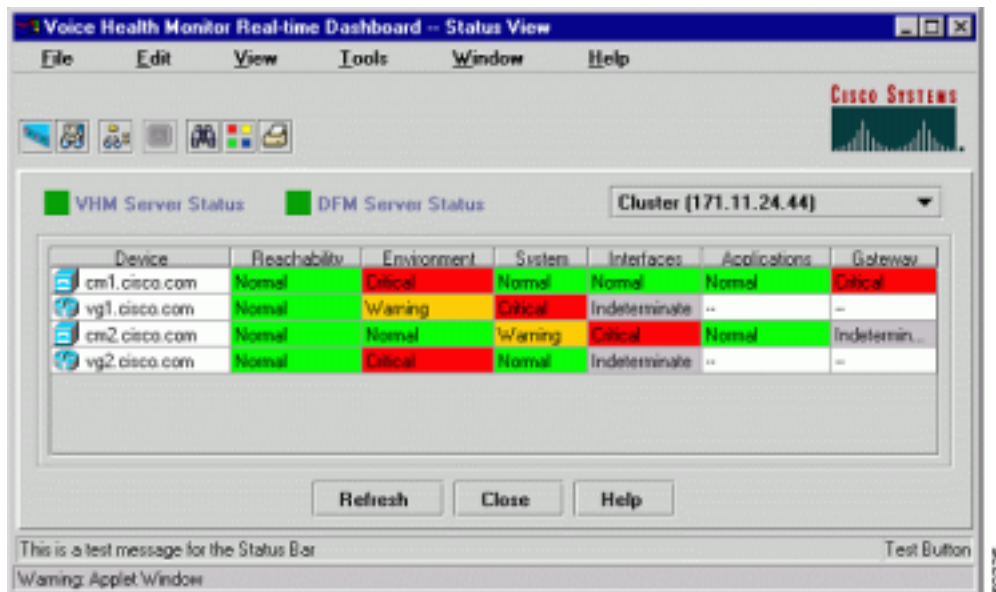 Voice Health Monitor Real-time Dashboard -- Status View
File Edit View Tools Window Help
CISCO SYSTEMS
VHM Server Status DFM Server Status Cluster (171.11.24.44)
Device Reachability Environment System Interfaces Applications Gateway
cm1.cisco.com Normal Critical Normal Normal Normal Critical
vg1.cisco.com Normal Warning Critical Indeterminate -- --
cm2.cisco.com Normal Normal Warning Critical Normal Indetermin...
vg2.cisco.com Normal Critical Normal Indeterminate -- --
Refresh Close Help
This is a test message for the Status Bar Test Button
Warning: Applet Window